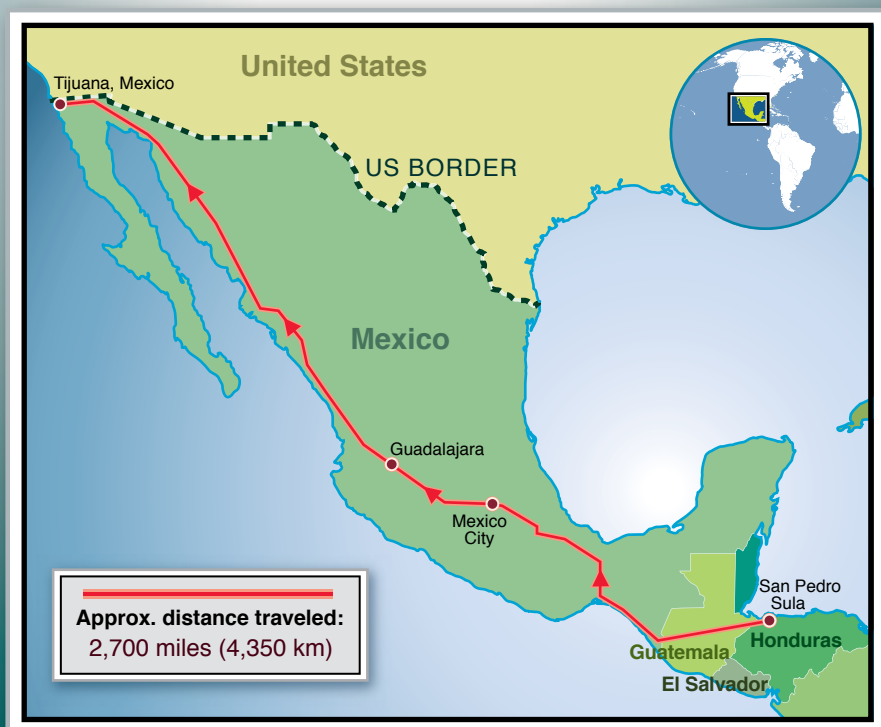 United States
Tijuana, Mexico
US BORDER
Mexico
Guadalajara
Mexico
City
San Pedro
Sula
Honduras
Guatemala
El Salvador
Approx. distance traveled:
2,700 miles (4,350 km)